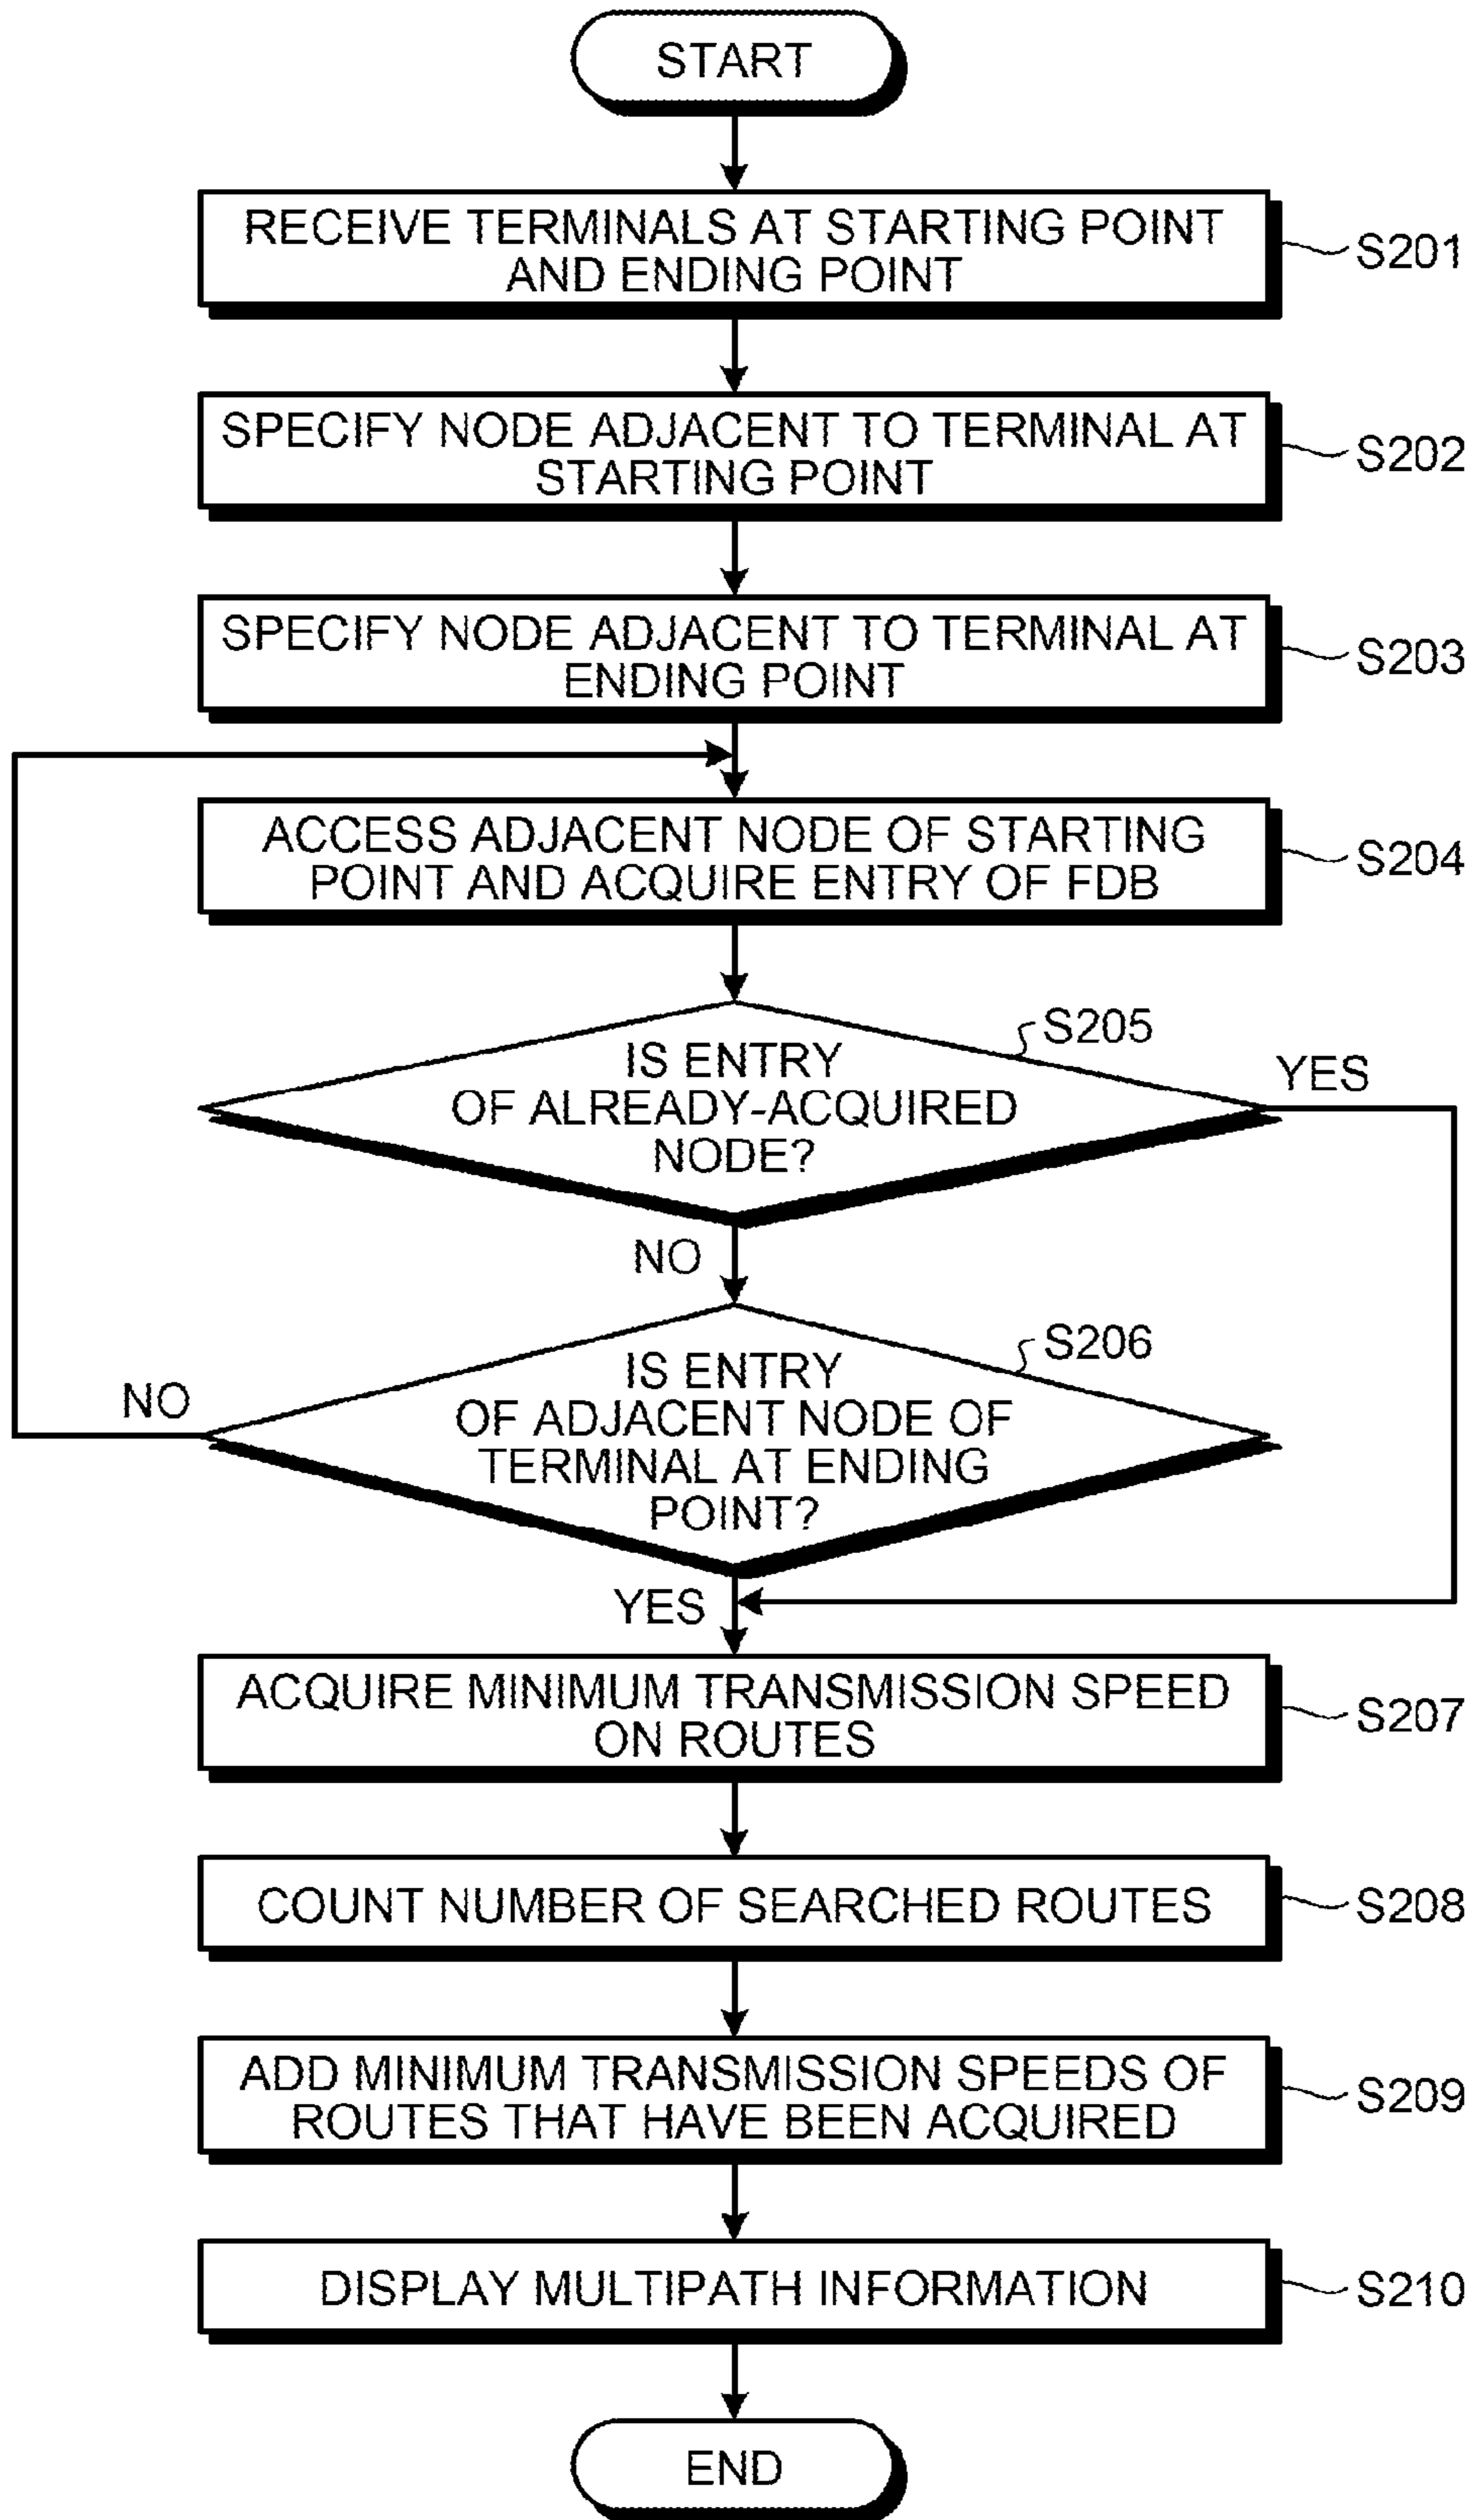 START
RECEIVE TERMINALS AT STARTING POINT
AND ENDING POINT
S201
SPECIFY NODE ADJACENT TO TERMINAL AT
STARTING POINT
S202
SPECIFY NODE ADJACENT TO TERMINAL AT
ENDING POINT
S203
ACCESS ADJACENT NODE OF STARTING
POINT AND ACQUIRE ENTRY OF FDB
S204
S205
IS ENTRY
OF ALREADY-ACQUIRED
NODE?
YES
NO
S206
IS ENTRY
OF ADJACENT NODE OF
TERMINAL AT ENDING
POINT?
NO
YES
ACQUIRE MINIMUM TRANSMISSION SPEED
ON ROUTES
S207
COUNT NUMBER OF SEARCHED ROUTES
S208
ADD MINIMUM TRANSMISSION SPEEDS OF
ROUTES THAT HAVE BEEN ACQUIRED
S209
DISPLAY MULTIPATH INFORMATION
S210
END